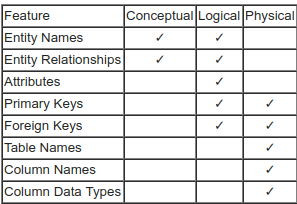 Feature Conceptual Logical Physical
Entity Names ✓ ✓
Entity Relationships ✓ ✓
Attributes ✓
Primary Keys ✓ ✓
Foreign Keys ✓ ✓
Table Names ✓
Column Names ✓
Column Data Types ✓